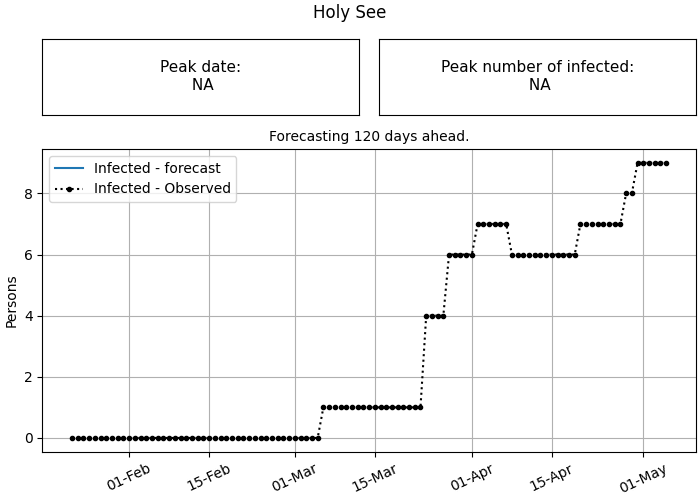 Holy See
Peak date:
NA
Peak number of infected:
NA
Forecasting 120 days ahead.
Infected - forecast
Infected - Observed
Persons
8
6
4
2
0
01-Feb
15-Feb
01-Mar
15-Mar
01-Apr
15-Apr
01-May